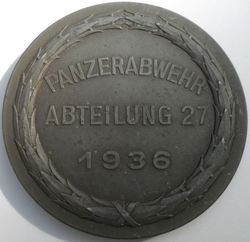 PANZERABWEHR
ABTEILUNG 27
1936